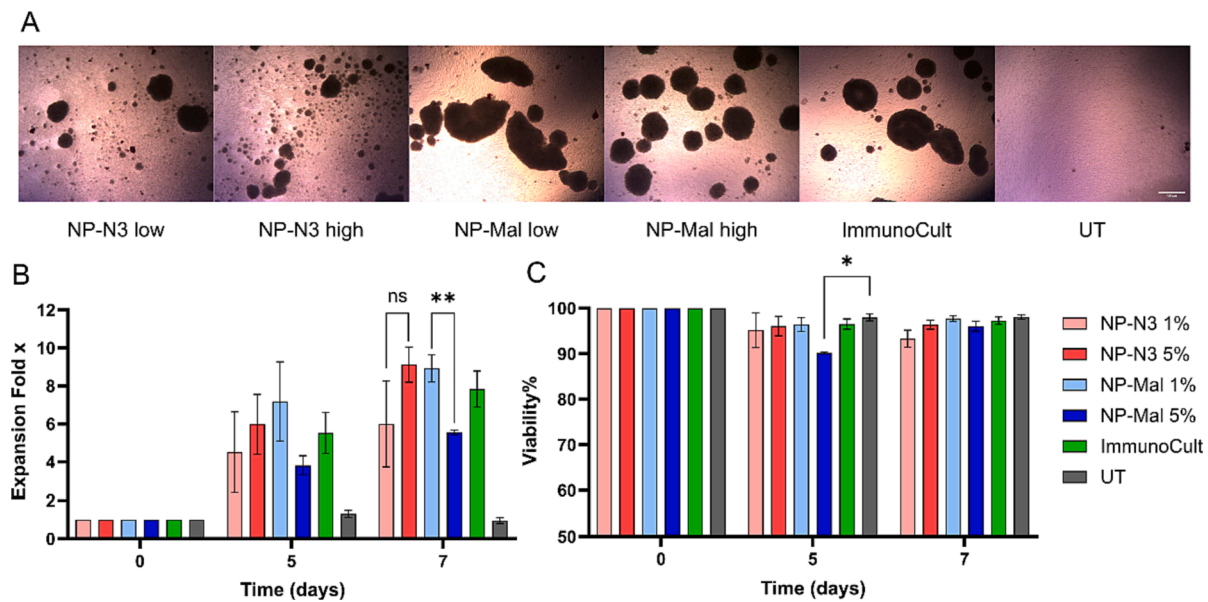 A
NP-N3 low
NP-N3 high
NP-Mal low
NP-Mal high
ImmunoCult
UT
B
Expansion Fold x
12
10
8
6
4
2
0
ns
**
0
5
7
Time (days)
C
Viability%
100
90
80
70
60
50
*
0
5
7
Time (days)
NP-N3 1%
NP-N3 5%
NP-Mal 1%
NP-Mal 5%
ImmunoCult
UT